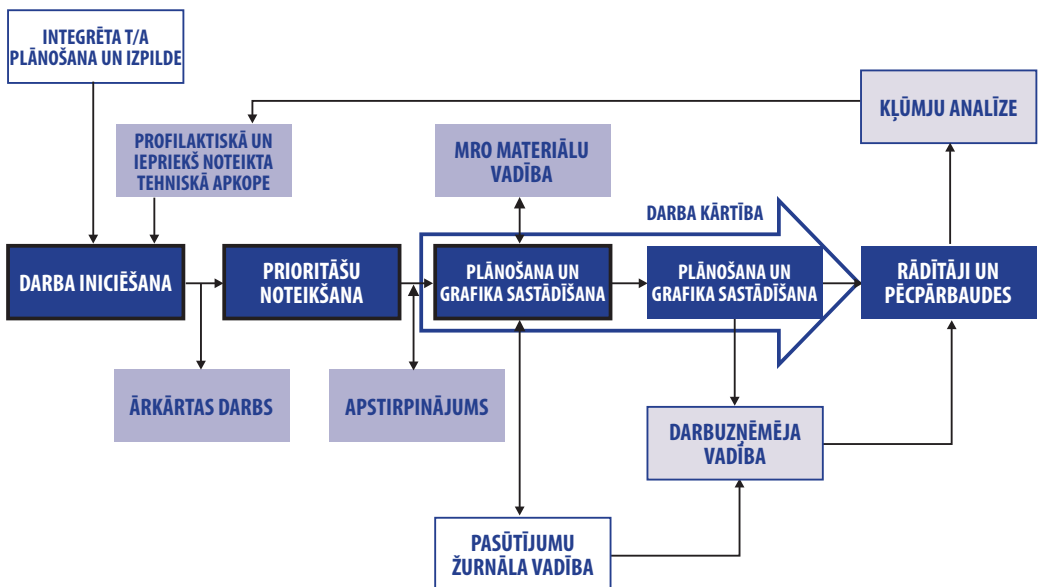 INTEGRĒTA T/A
PLĀNOŠANA UN IZPILDE
KĻŪMJU ANALĪZE
PROFILAKTISKĀ UN
IEPRIEKŠ NOTEIKTA
TEHNISKĀ APKOPE
MRO MATERIĀLU
VADĪBA
DARBA KĀRTĪBA
DARBA INICIĒŠANA
PRIORITĀŠU
NOTEIKŠANA
PLĀNOŠANA UN
GRAFIKA SASTĀDĪŠANA
PLĀNOŠANA UN
GRAFIKA SASTĀDĪŠANA
RĀDĪTĀJI UN
PĒCPĀRBAUDES
ĀRKĀRTAS DARBS
APSTIRPINĀJUMS
DARBUZŅĒMĒJA
VADĪBA
PASŪTĪJUMU
ŽURNĀLA VADĪBA